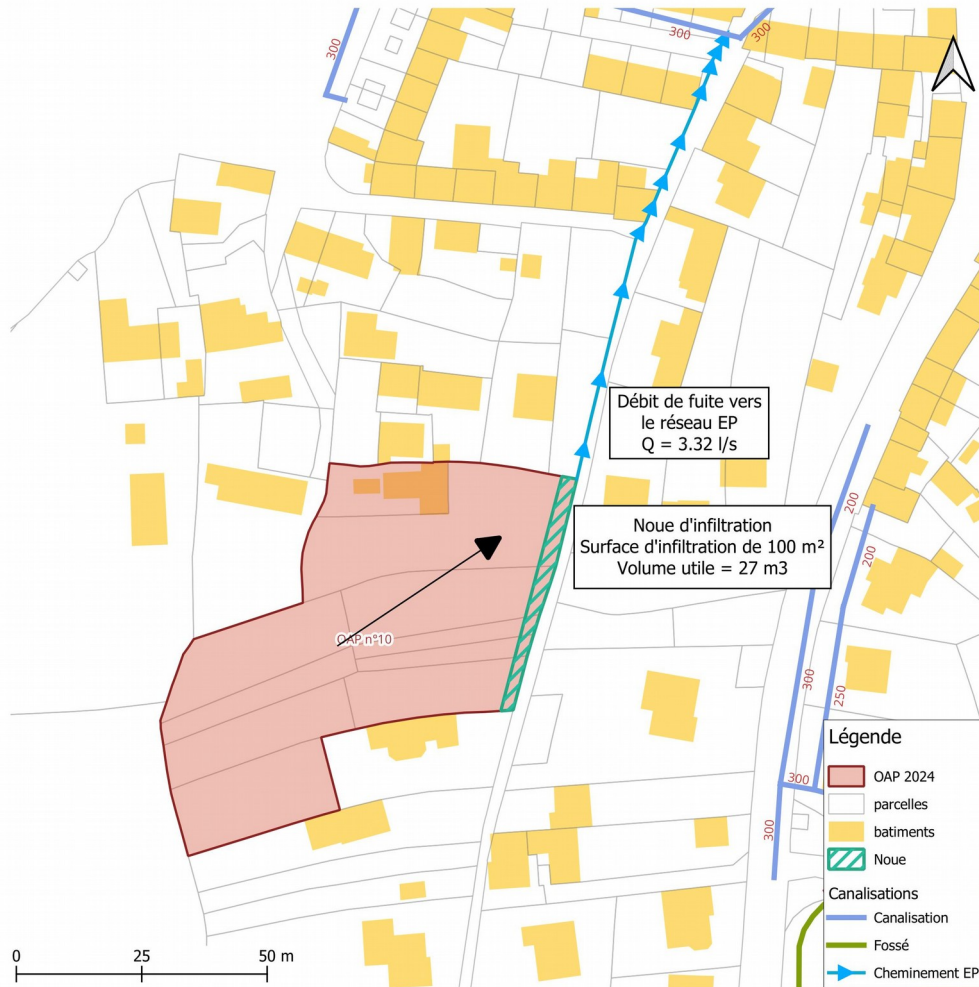 300
300
300
Débit de fuite vers
le réseau EP
Q = 3.32 l/s
200
Noue d'infiltration
Surface d'infiltration de 100 m²
Volume utile = 27 m3
200
OAP n°10
300
250
300
300
Légende
OAP 2024
parcelles
batiments
Noue
Canalisations
Canalisation
Fossé
Cheminement EP
0 25 50 m